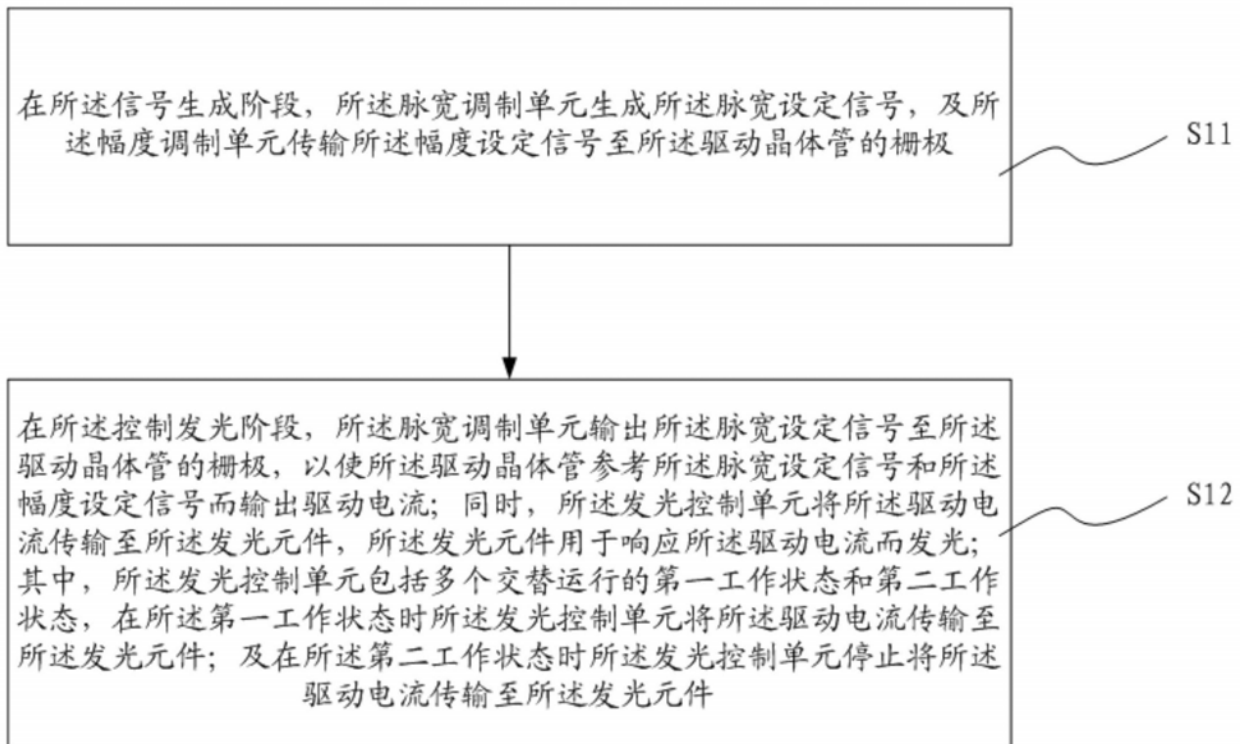 在所述信号生成阶段，所述脉宽调制单元生成所述脉宽设定信号，及所
述幅度调制单元传输所述幅度设定信号至所述驱动晶体管的栅极
S11
在所述控制发光阶段，所述脉宽调制单元输出所述脉宽设定信号至所述
驱动晶体管的栅极，以使所述驱动晶体管参考所述脉宽设定信号和所述
幅度设定信号而输出驱动电流；同时，所述发光控制单元将所述驱动电
流传输至所述发光元件，所述发光元件用于响应所述驱动电流而发光；
其中，所述发光控制单元包括多个交替运行的第一工作状态和第二工作
状态，在所述第一工作状态时所述发光控制单元将所述驱动电流传输至
所述发光元件；及在所述第二工作状态时所述发光控制单元停止将所述
驱动电流传输至所述发光元件
S12